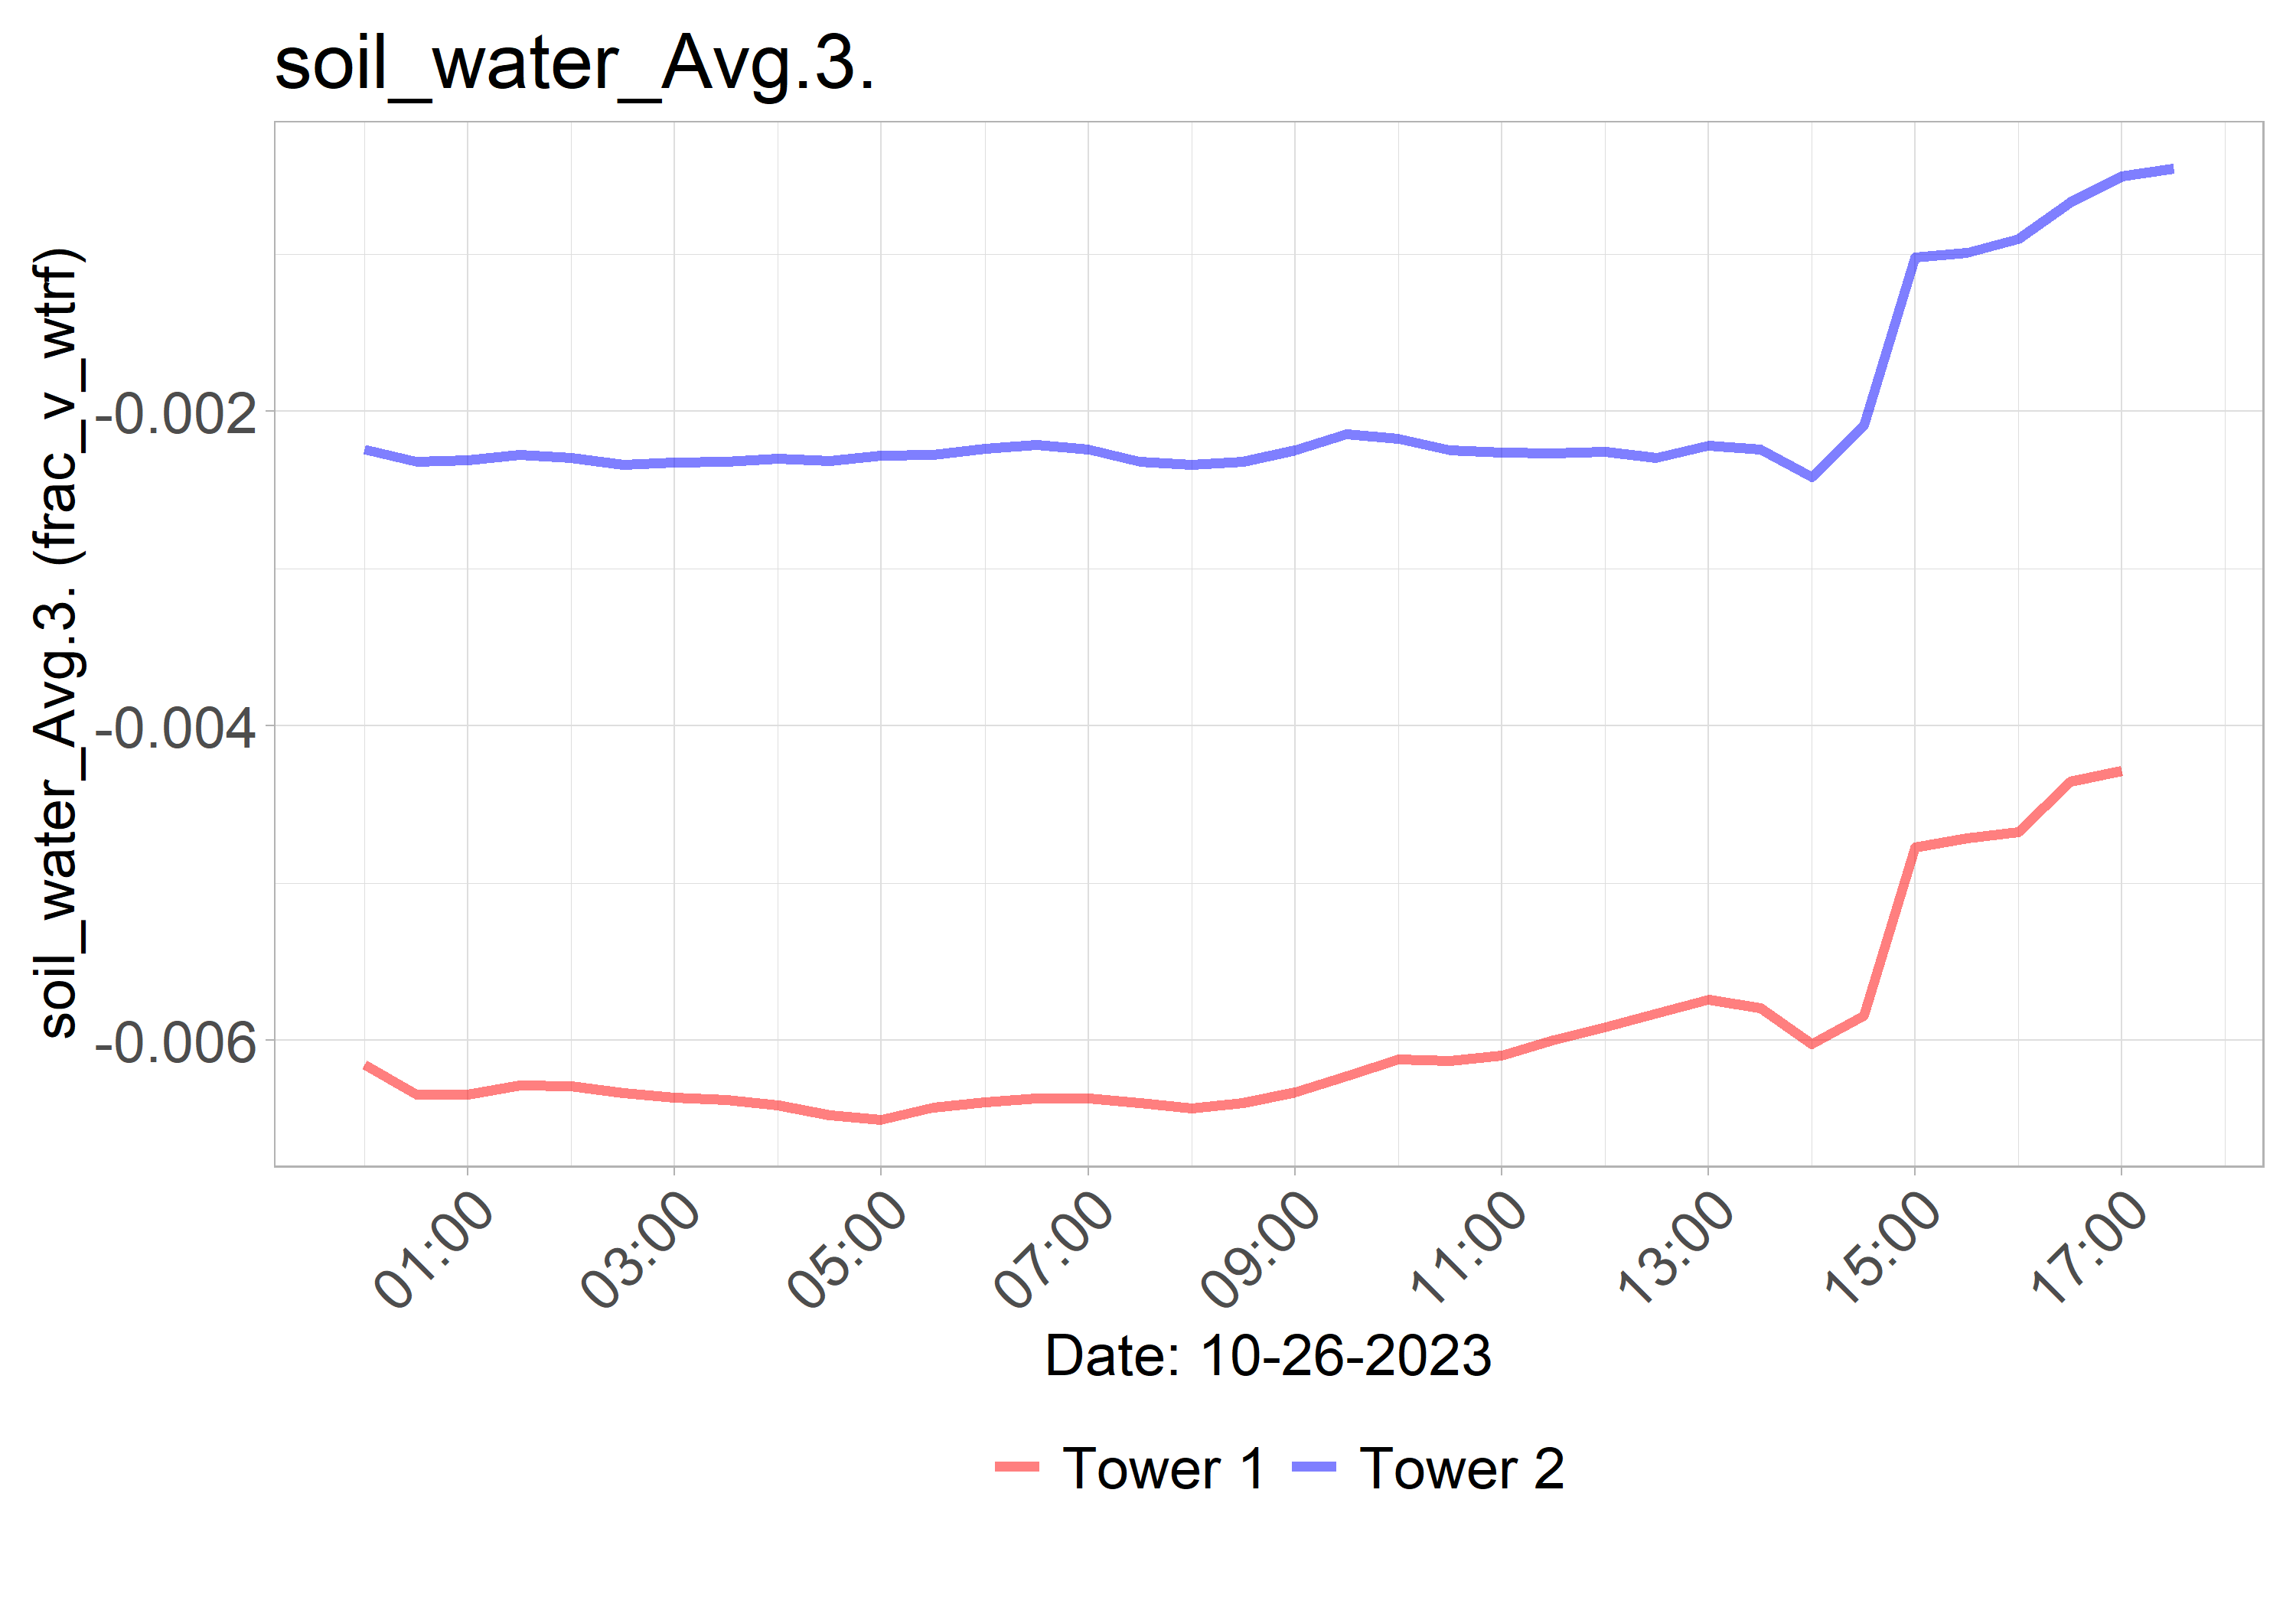 soil_water_Avg.3.
soil_water_Avg.3. (frac_v_wtrf)
-0.002
-0.004
-0.006
01:00
03:00
05:00
07:00
09:00
11:00
13:00
15:00
17:00
Date: 10-26-2023
Tower 1
Tower 2